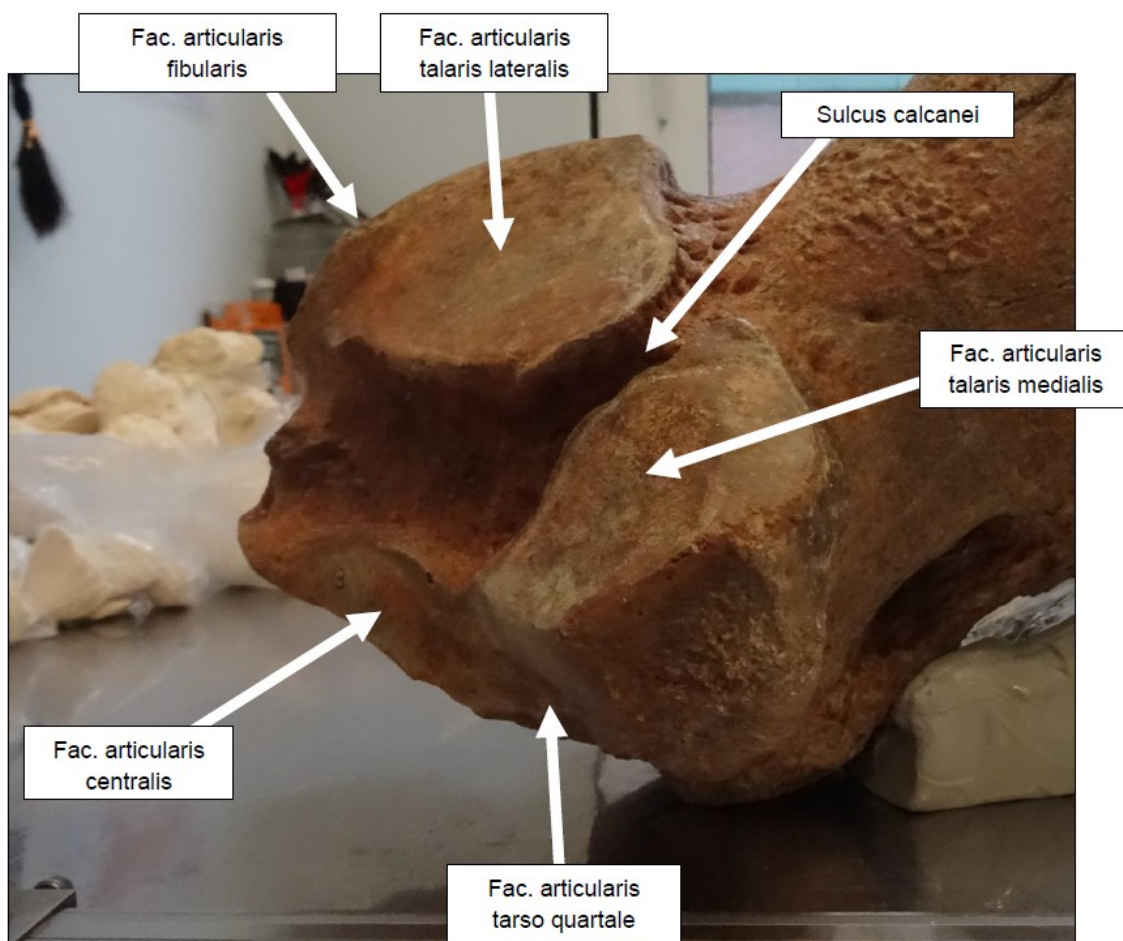 Fac. articularis
fibularis
Fac. articularis
talaris lateralis
Sulcus calcanei
Fac. articularis
talaris medialis
3
Fac. articularis
centralis
Fac. articularis
tarso quartale